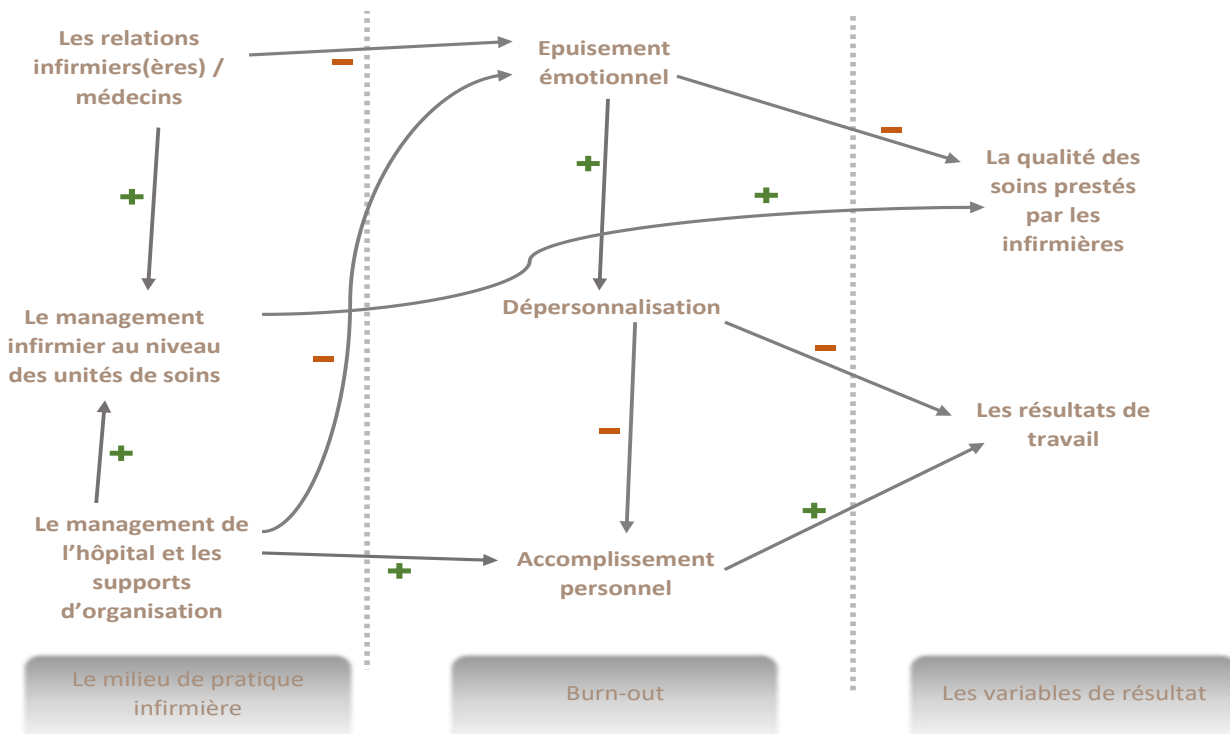 Les relations
infirmiers(ères) /
médecins
Epuisement
émotionnel
La qualité des
soins prestés
par les
infirmières
Le management
infirmier au niveau
des unités de soins
Dépersonnalisation
Les résultats de
travail
Le management de
l'hôpital et les
supports
d'organisation
Accomplissement
personnel
Le milieu de pratique
infirmière
Burn-out
Les variables de résultat